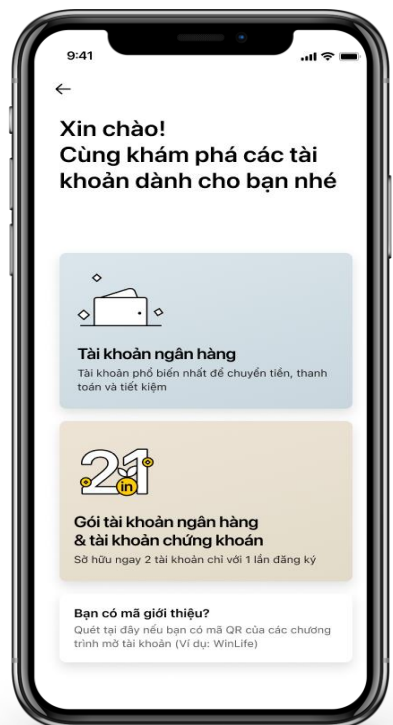 9:41
Xin chào!
Cùng khám phá các tài
khoản dành cho bạn nhé
Tài khoản ngân hàng
Tài khoản phổ biến nhất để chuyển tiền, thanh
toán và tiết kiệm
2in1
Gói tài khoản ngân hàng
& tài khoản chứng khoán
Sở hữu ngay 2 tài khoản chỉ với 1 lần đăng ký
Bạn có mã giới thiệu?
Quét tại đây nếu bạn có mã QR của các chương
trình mở tài khoản (Ví dụ: WinLife)